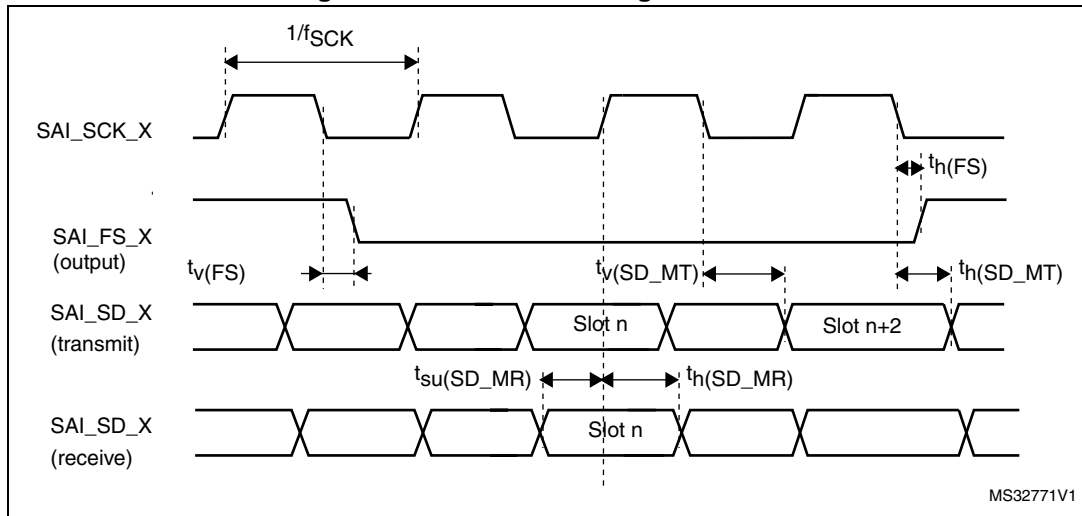 1/fSCK
SAI_SCK_X
th(FS)
SAI_FS_X
(output)
tv(FS)
tv(SD_MT)
th(SD_MT)
SAI_SD_X
(transmit)
Slot n
Slot n+2
tsu(SD_MR)
th(SD_MR)
SAI_SD_X
(receive)
Slot n
MS32771V1